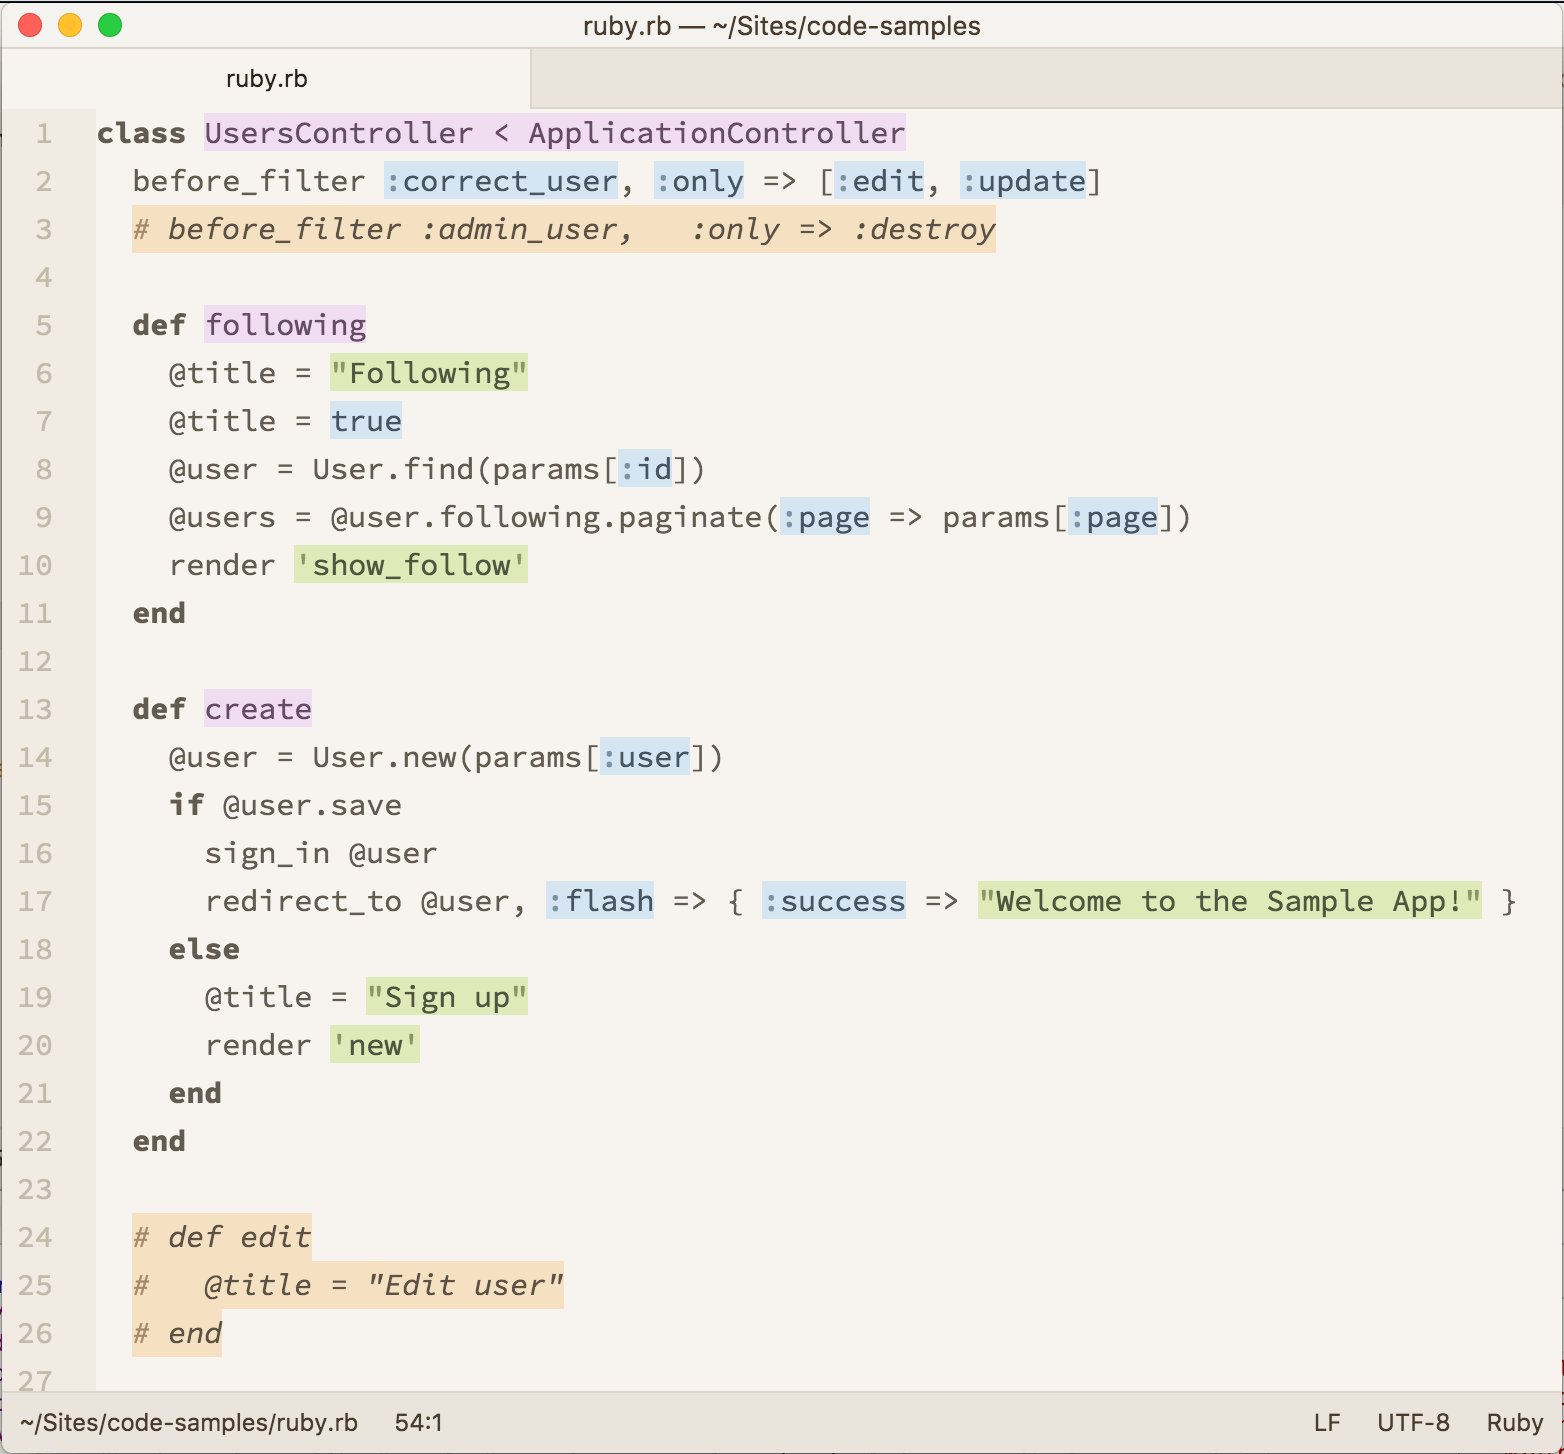 ruby.rb — ~/Sites/code-samples
ruby.rb
1 class UsersController < ApplicationController
2   before_filter :correct_user, :only => [:edit, :update]
3   # before_filter :admin_user,   :only => :destroy
4
5   def following
6     @title = "Following"
7     @title = true
8     @user = User.find(params[:id])
9     @users = @user.following.paginate(:page => params[:page])
10     render 'show_follow'
11   end
12
13   def create
14     @user = User.new(params[:user])
15     if @user.save
16       sign_in @user
17       redirect_to @user, :flash => { :success => "Welcome to the Sample App!" }
18     else
19       @title = "Sign up"
20       render 'new'
21     end
22   end
23
24   # def edit
25   #   @title = "Edit user"
26   # end
27
~/Sites/code-samples/ruby.rb 54:1 LF UTF-8 Ruby